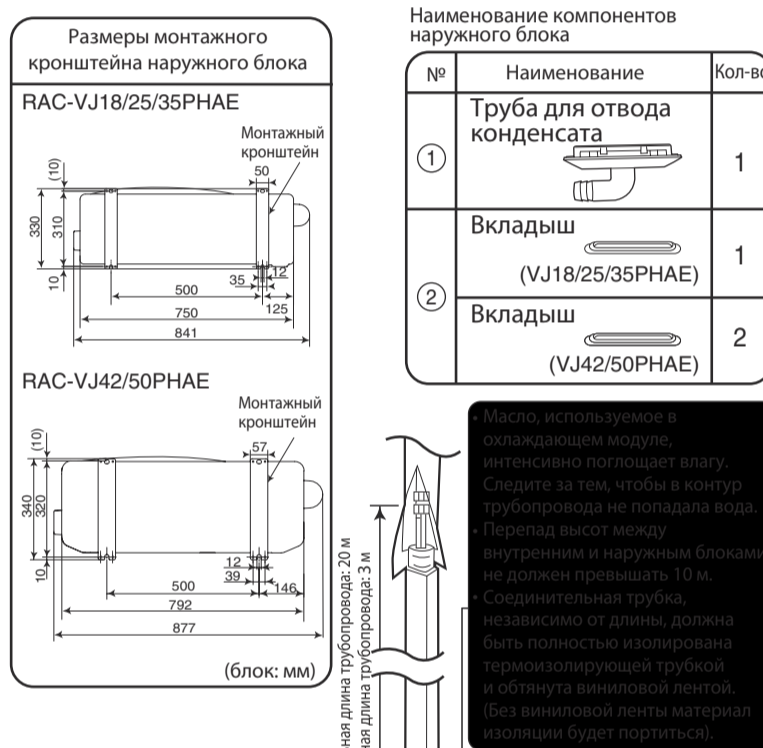 Размеры монтажного
кронштейна наружного блока
RAC-VJ18/25/35PHAE
Монтажный
кронштейн
50
(10)
330
310
10
12
35
500
125
750
841
RAC-VJ42/50PHAE
Монтажный
кронштейн
57
(10)
340
320
10
12
39
500
146
792
877
(блок: мм)
Наименование компонентов
наружного блока
№ Наименование Кол-во
1 Труба для отвода
конденсата
1
2 Вкладыш
(VJ18/25/35PHAE)
1
Вкладыш
(VJ42/50PHAE)
2
длина трубопровода: 20 м
длина трубопровода: 3 м
• Масло, используемое в
охлаждающем модуле,
интенсивно поглощает влагу.
Следите за тем, чтобы в контур
трубопровода не попадала вода.
• Перепад высот между
внутренним и наружным блоками
не должен превышать 10 м.
• Соединительная трубка,
независимо от длины, должна
быть полностью изолирована
термоизолирующей трубкой
и обтянута виниловой лентой.
(Без виниловой ленты материал
изоляции будет портиться).